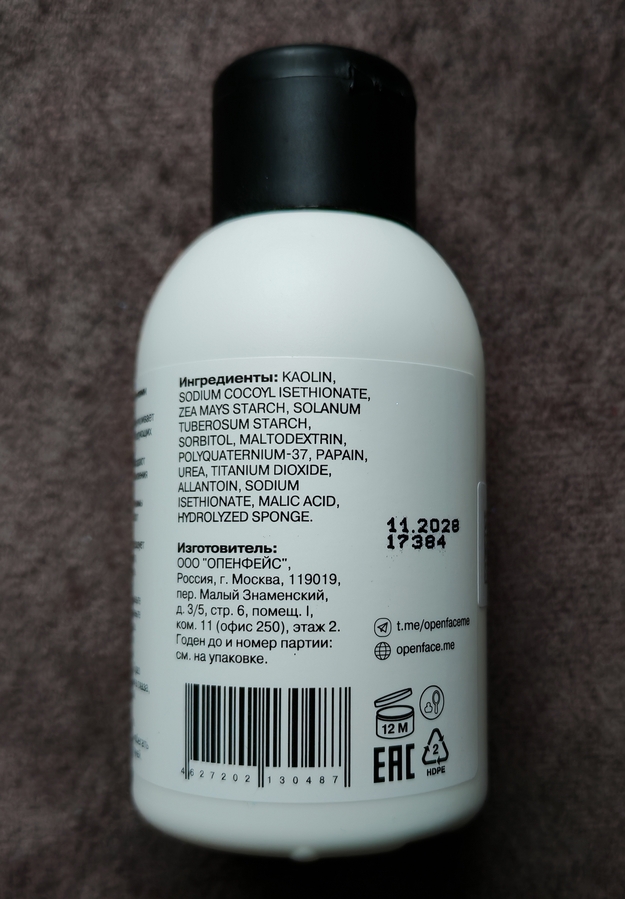 Ингредиенты: KAOLIN,
SODIUM COCOYL ISETHIONATE,
ZEA MAYS STARCH, SOLANUM
TUBEROSUM STARCH,
SORBITOL, MALTODEXTRIN,
POLYQUATERNIUM-37, PAPAIN,
UREA, TITANIUM DIOXIDE,
ALLANTOIN, SODIUM
ISETHIONATE, MALIC ACID,
HYDROLYZED SPONGE.
Изготовитель:
ООО "ОПЕНФЕЙС",
Россия, г. Москва, 119019,
пер. Малый Знаменский,
д. 3/5, стр. 6, помещ. I,
ком. 11 (офис 250), этаж 2.
Годен до и номер партии:
см. на упаковке.
4627202130487
11.2028
17384
t.me/openfaceme
openface.me
12 M
EAC
2
HDPE